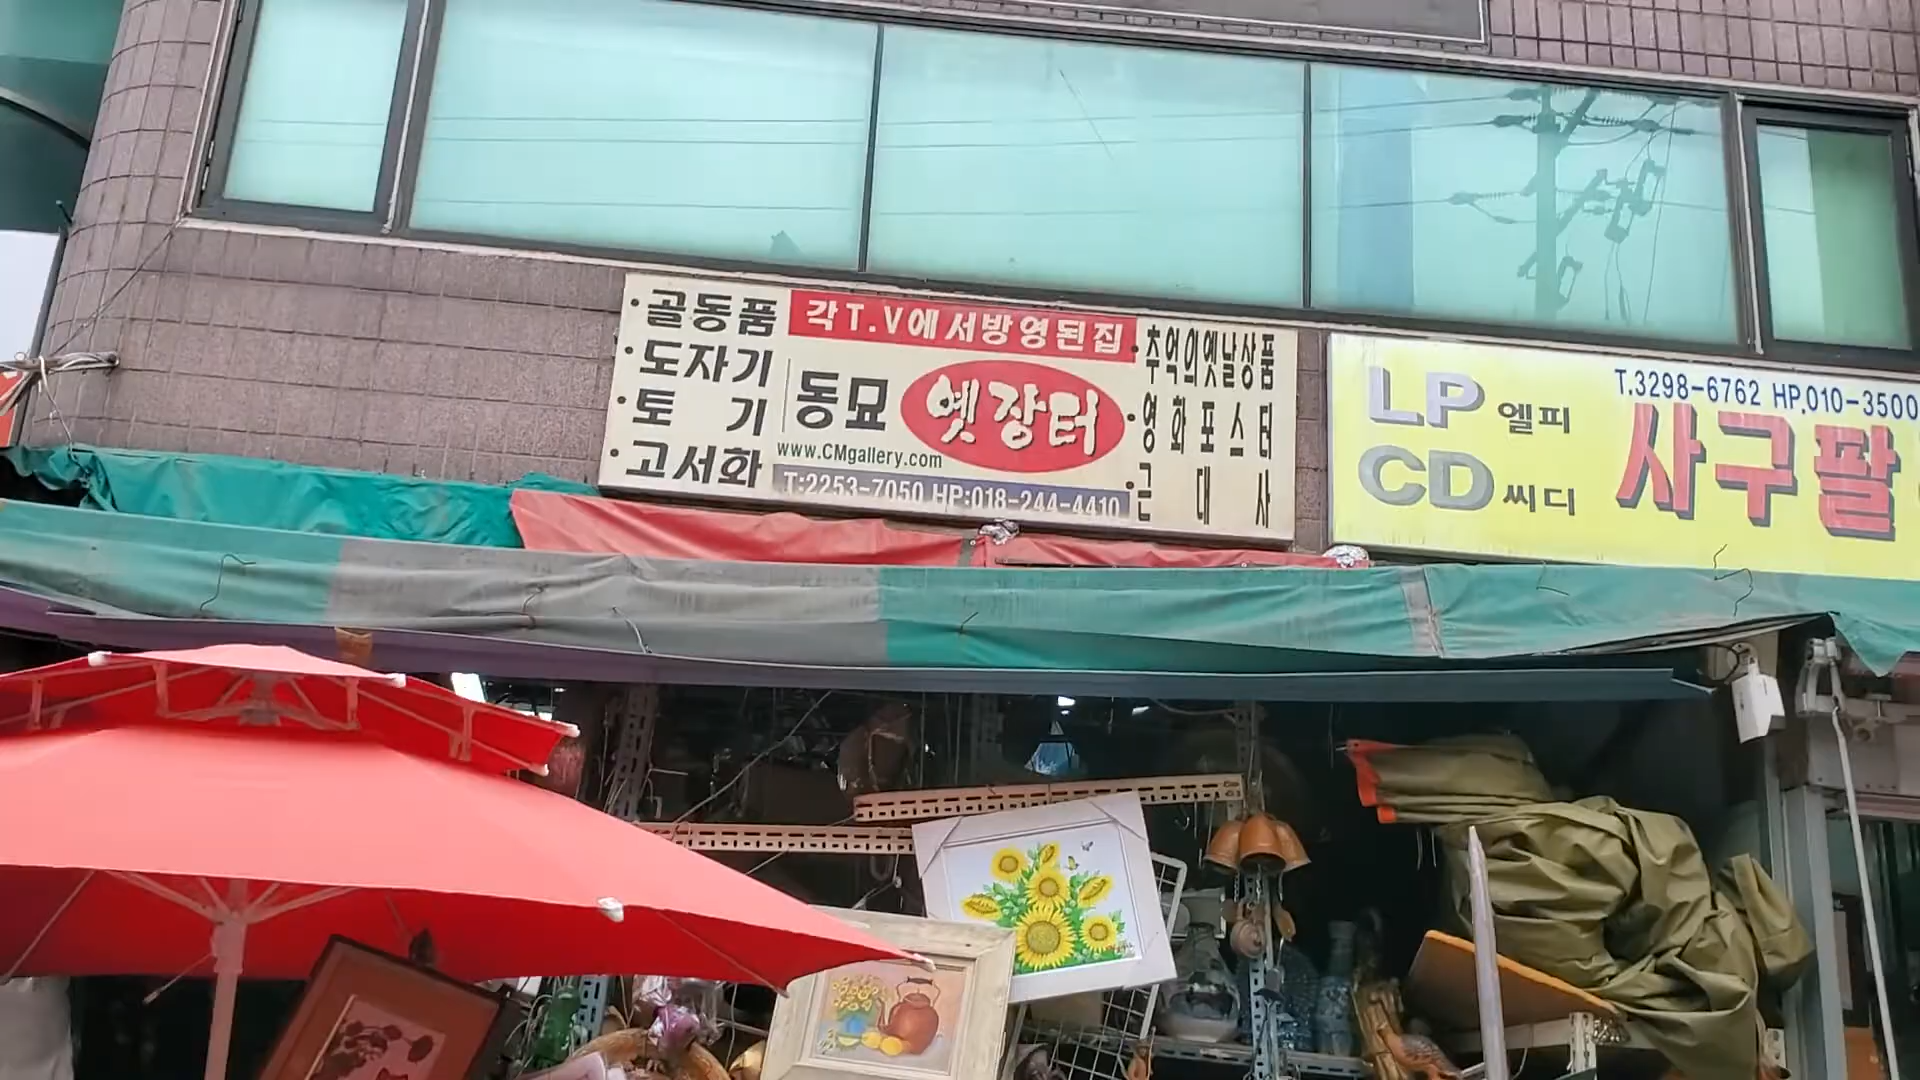 ·골동품
·도자기
·토기
·고서화
각T.V에서방영된집
동묘 옛장터
www.CMgallery.com
T:2253-7050 HP:018-244-4410
·추억의옛날상품
·영화포스터
·근대사
T.3298-6762 HP.010-3500
LP 엘피
CD 씨디
사구팔